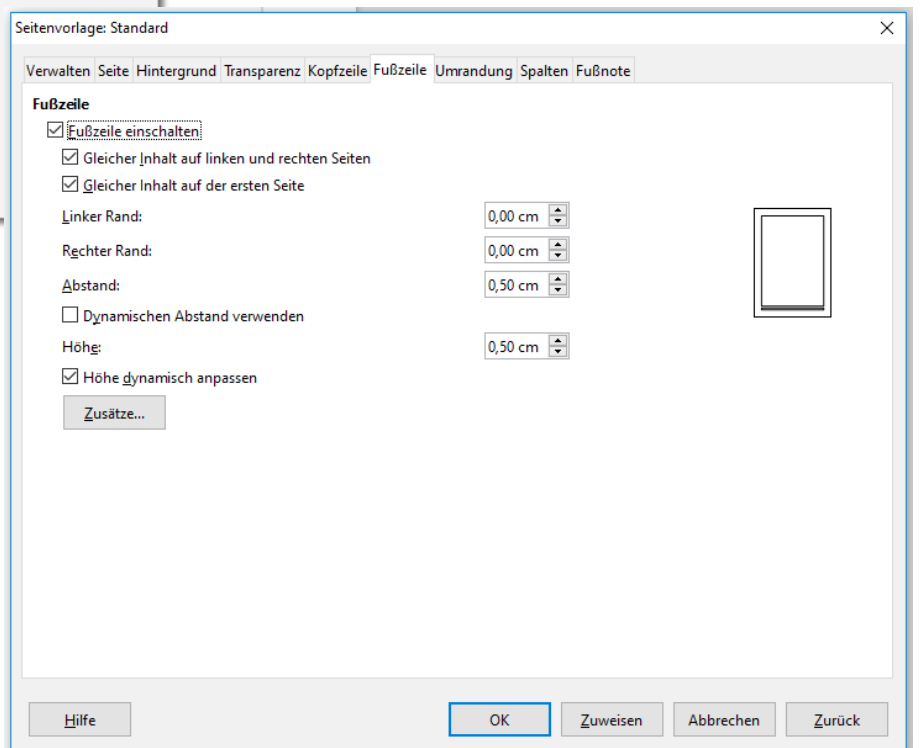 Seitenvorlage: Standard
Verwalten Seite Hintergrund Transparenz Kopfzeile Fußzeile Umrandung Spalten Fußnote
Fußzeile
Fußzeile einschalten
Gleicher Inhalt auf linken und rechten Seiten
Gleicher Inhalt auf der ersten Seite
Linker Rand: 0,00 cm
Rechter Rand: 0,00 cm
Abstand: 0,50 cm
Dynamischen Abstand verwenden
Höhe: 0,50 cm
Höhe dynamisch anpassen
Zusätze...
Hilfe OK Zuweisen Abbrechen Zurück